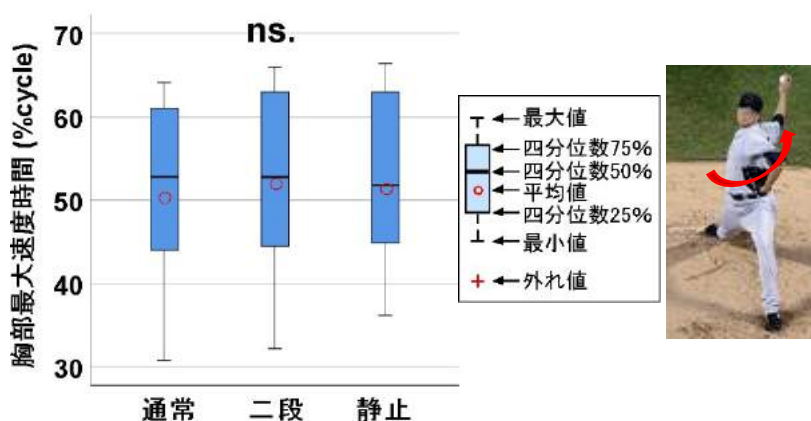 ns.
胸部最大速度時間 (%cycle)
70
60
50
40
30
通常 二段 静止
最大値
四分位数75%
四分位数50%
平均値
四分位数25%
最小値
外れ値